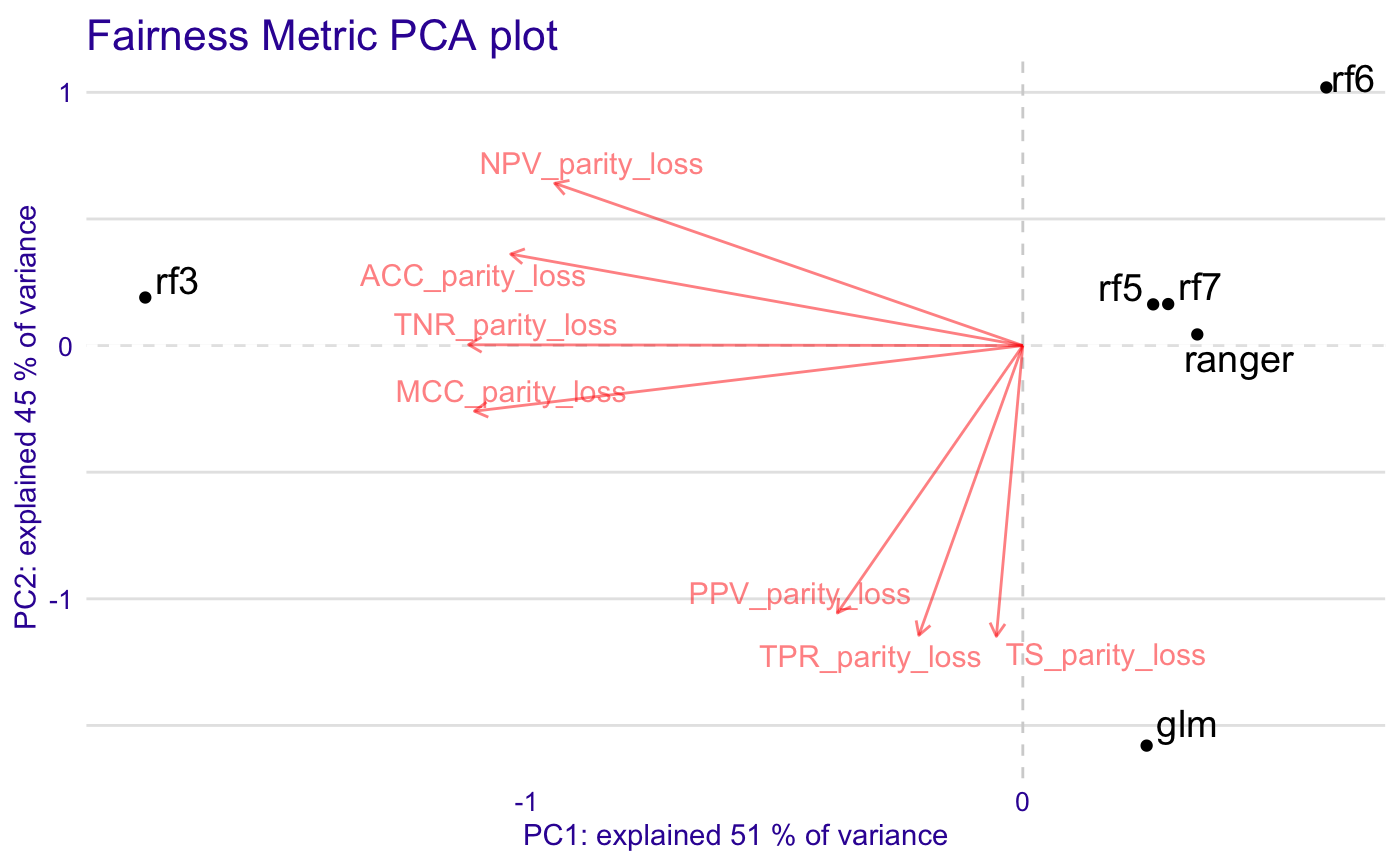 Fairness Metric PCA plot
PC2: explained 45 % of variance
1
0
-1
rf6
NPV_parity_loss
ACC_parity_loss
rf3
rf5
rf7
TNR_parity_loss
ranger
MCC_parity_loss
PPV_parity_loss
TPR_parity_loss
TS_parity_loss
glm
-1
0
PC1: explained 51 % of variance